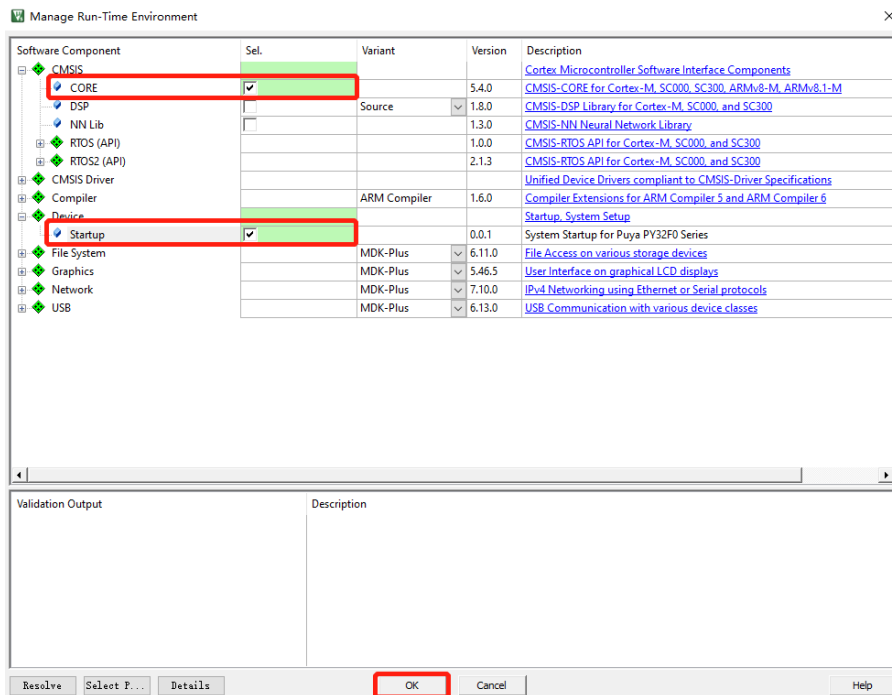 Manage Run-Time Environment
Software Component Sel. Variant Version Description
CMSIS Cortex Microcontroller Software Interface Components
CORE 5.4.0 CMSIS-CORE for Cortex-M, SC000, SC300, ARMv8-M, ARMv8.1-M
DSP Source 1.8.0 CMSIS-DSP Library for Cortex-M, SC000, and SC300
NN Lib 1.3.0 CMSIS-NN Neural Network Library
RTOS (API) 1.0.0 CMSIS-RTOS API for Cortex-M, SC000, and SC300
RTOS2 (API) 2.1.3 CMSIS-RTOS API for Cortex-M, SC000, and SC300
CMSIS Driver Unified Device Drivers compliant to CMSIS-Driver Specifications
Compiler ARM Compiler 1.6.0 Compiler Extensions for ARM Compiler 5 and ARM Compiler 6
Device Startup, System Setup
Startup 0.0.1 System Startup for Puya PY32F0 Series
File System MDK-Plus 6.11.0 File Access on various storage devices
Graphics MDK-Plus 5.46.5 User Interface on graphical LCD displays
Network MDK-Plus 7.10.0 IPv4 Networking using Ethernet or Serial protocols
USB MDK-Plus 6.13.0 USB Communication with various device classes
Validation Output Description
Resolve Select P... Details OK Cancel Help